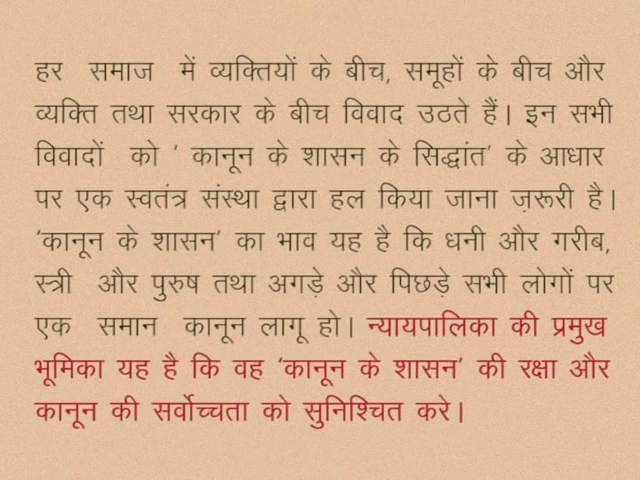 हर समाज में व्यक्तियों के बीच, समूहों के बीच और
व्यक्ति तथा सरकार के बीच विवाद उठते हैं। इन सभी
विवादों को ' कानून के शासन के सिद्धांत' के आधार
पर एक स्वतंत्र संस्था द्वारा हल किया जाना ज़रूरी है।
'कानून के शासन' का भाव यह है कि धनी और गरीब,
स्त्री और पुरुष तथा अगड़े और पिछड़े सभी लोगों पर
एक समान कानून लागू हो। न्यायपालिका की प्रमुख
भूमिका यह है कि वह 'कानून के शासन' की रक्षा और
कानून की सर्वोच्चता को सुनिश्चित करे।